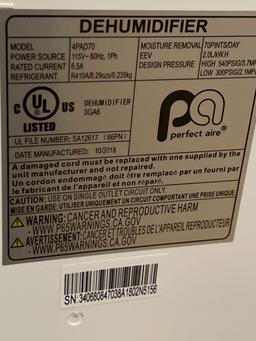 DEHUMIDIFIER
MODEL 4PAD70
POWER SOURCE 115V~ 60Hz, 1Ph
RATED CURRENT 6.5A
REFRIGERANT R410A/8.29ozs/0.235kg
MOISTURE REMOVAL 70PINTS/DAY
EEV 2.0L/kW.H
DESIGN PRESSURE HIGH 540PSIG/3.7MP
LOW 300PSIG/2.1MP
C UL US
LISTED
DEHUMIDIFIER
3GA6
UL FILE NUMBER: SA12617 (66PN)
DATE MANUFACTURED: 10/2018
pa
perfect aire®
A damaged cord must be replaced with one supplied by the
unit manufacturer and not repaired.
Un cordon endommagé doit être remplacé par un fourni par
le fabricant de l'appareil et non réparé.
CAUTION: USE ON SINGLE OUTLET CIRCUIT ONLY.
MISE EN GARDE: UTILISER UNIQUEMENT UN CIRCUIT COMPORTANT UNE PRISE UNIQUE.
WARNING: CANCER AND REPRODUCTIVE HARM
- WWW.P65WARNINGS.CA.GOV
AVERTISSEMENT: CANCER ET TROUBLES DE L'APPAREIL REPRODUCTEUR
- WWW.P65WARNINGS.CA.GOV
SN: 340680847038A1802N5156